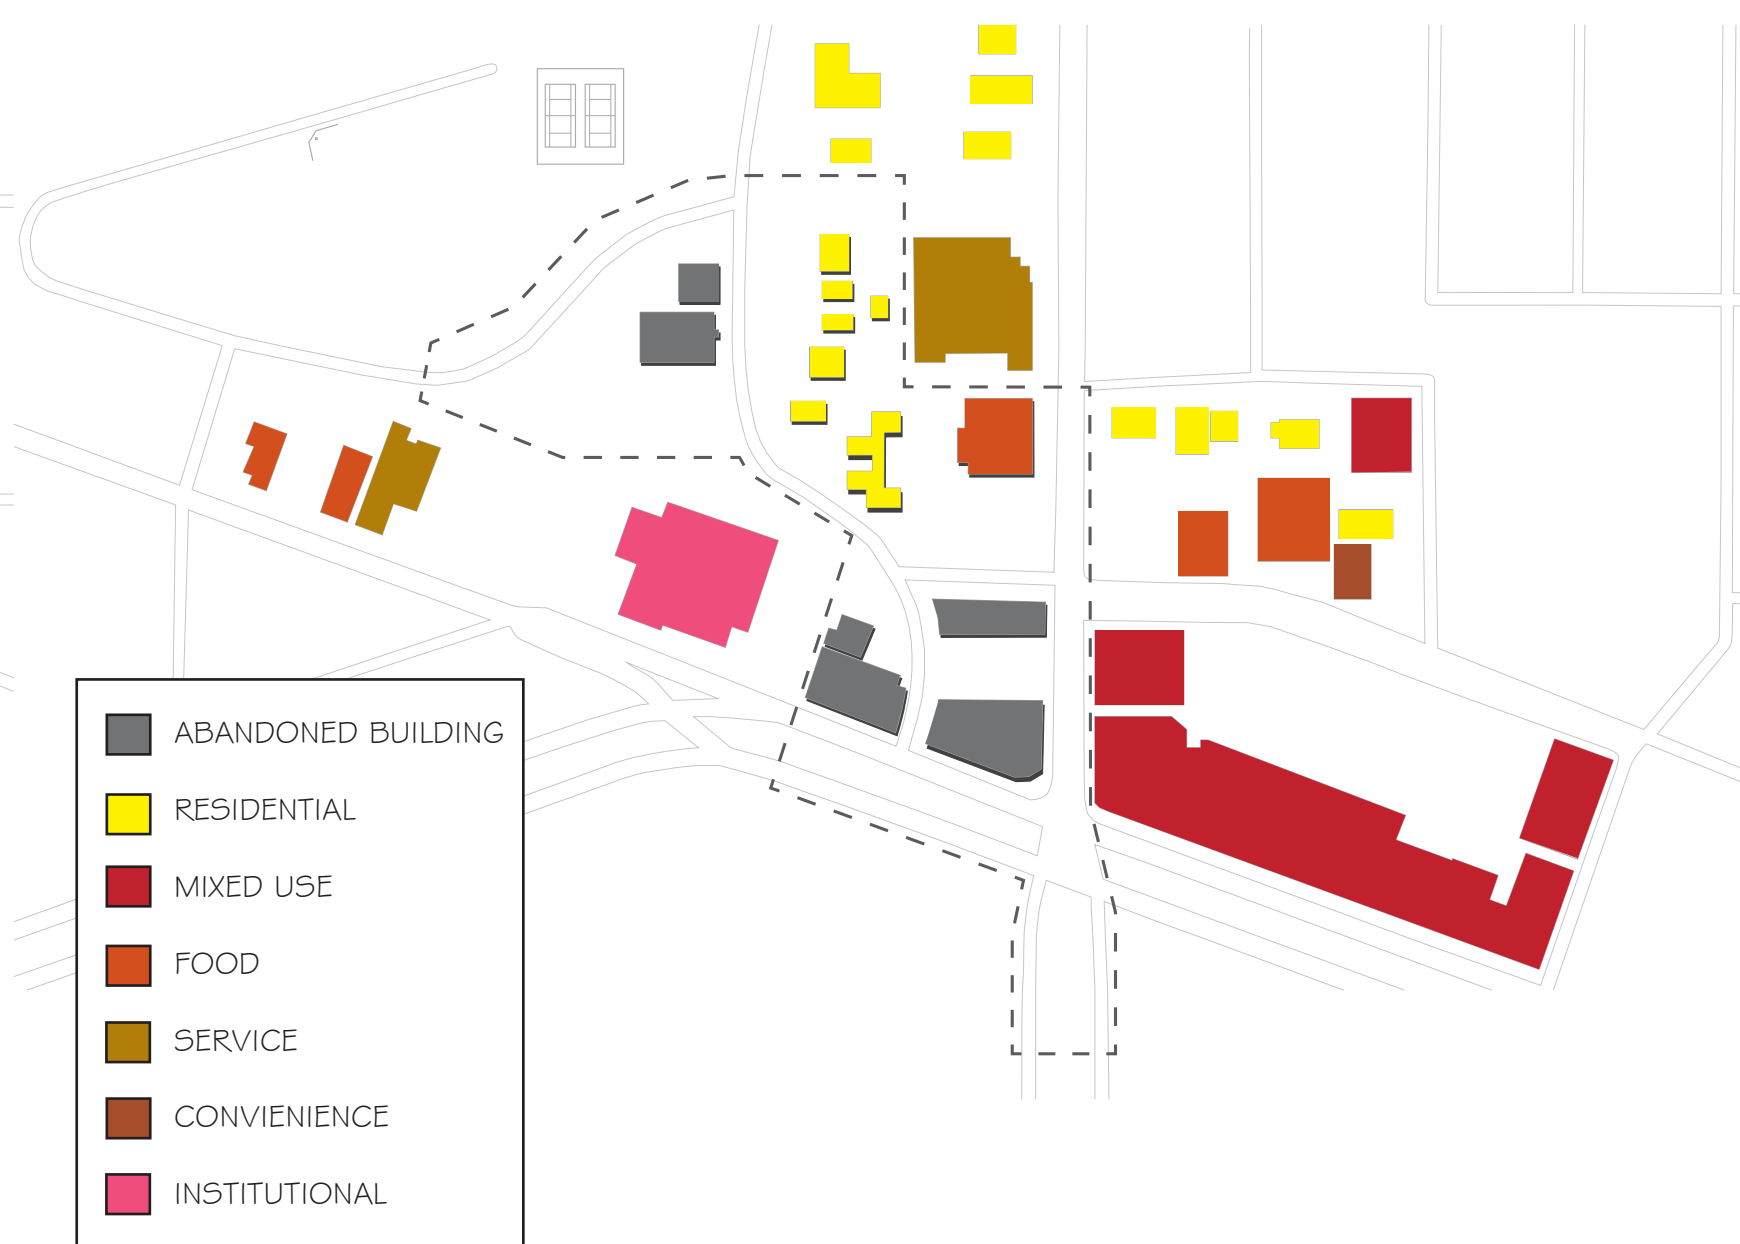 ABANDONED BUILDING
RESIDENTIAL
MIXED USE
FOOD
SERVICE
CONVIENIENCE
INSTITUTIONAL